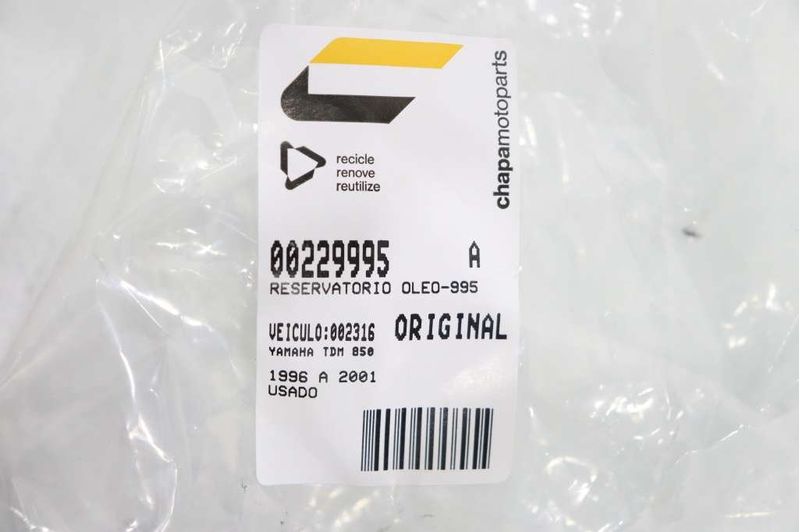 chapamotoparts
recicle
renove
reutilize
00229995 A
RESERVATORIO OLEO-995
VEICULO:002316 ORIGINAL
YAMAHA TDM 850
1996 A 2001
USADO